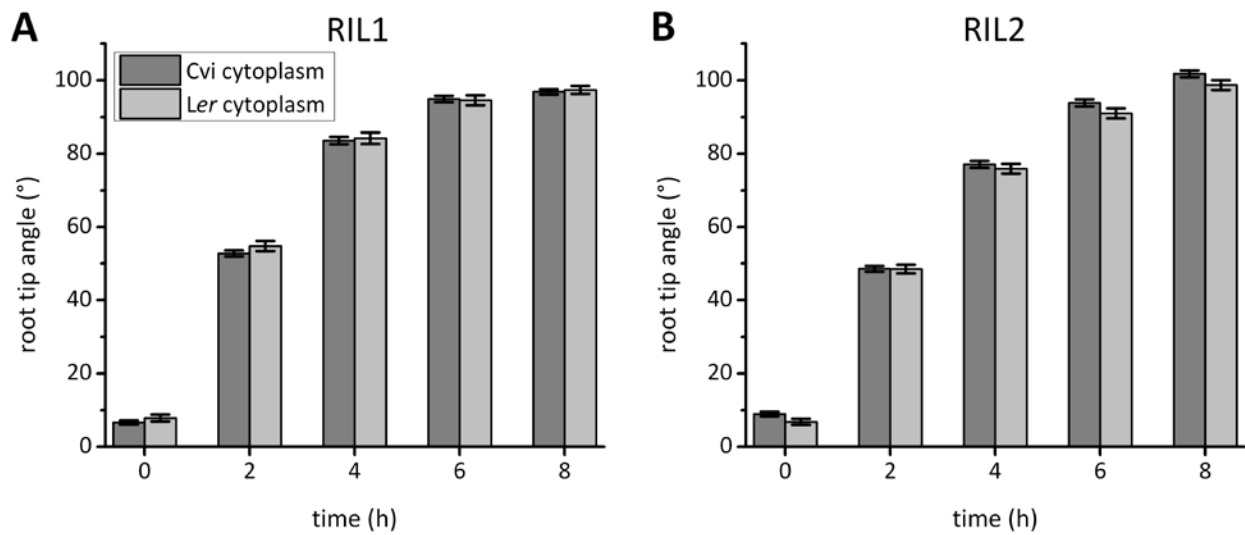 A
RIL1
Cvi cytoplasm
Ler cytoplasm
root tip angle (°)
100
80
60
40
20
0
0 2 4 6 8
time (h)
B
RIL2
root tip angle (°)
100
80
60
40
20
0
0 2 4 6 8
time (h)